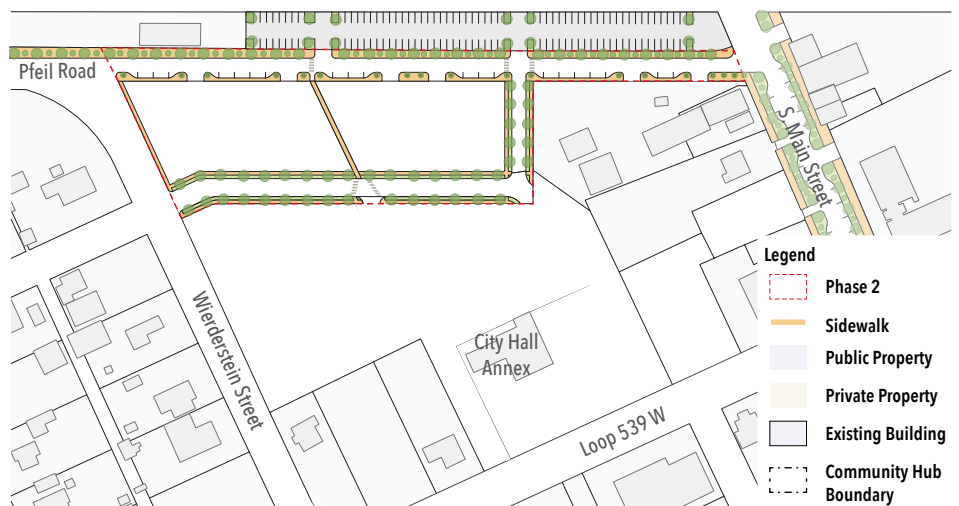 Pfeil Road
S. Main Street
Wierderstein Street
City Hall
Annex
Loop 539 W
Legend
Phase 2
Sidewalk
Public Property
Private Property
Existing Building
Community Hub
Boundary